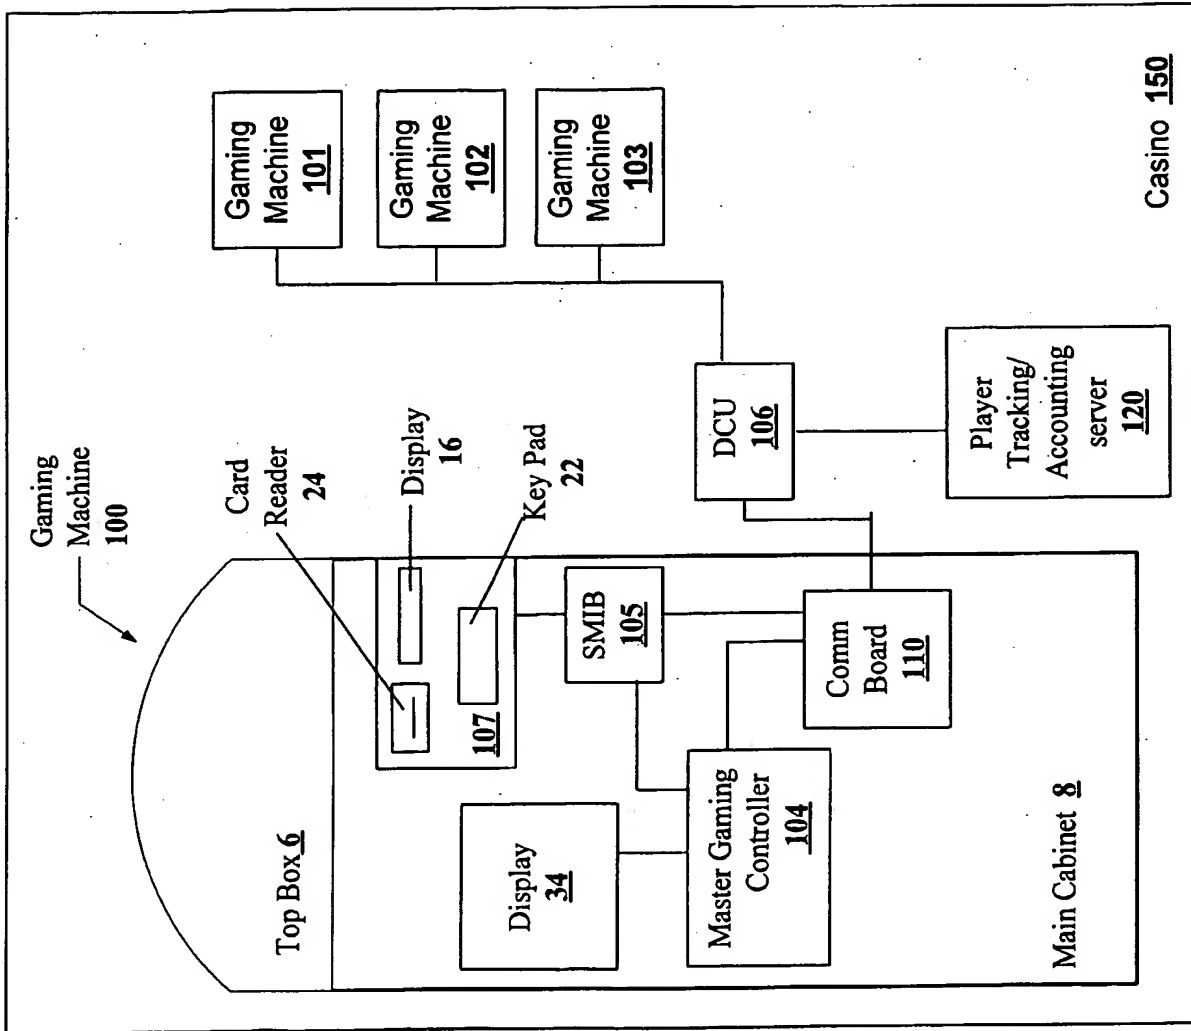 Gaming
Machine
100
Top Box 6
Card
Reader
24
Display
16
Key Pad
22
107
Display
34
SMIB
105
Master Gaming
Controller
104
Comm
Board
110
Main Cabinet 8
Gaming
Machine
101
Gaming
Machine
102
Gaming
Machine
103
DCU
106
Player
Tracking/
Accounting
server
120
Casino 150